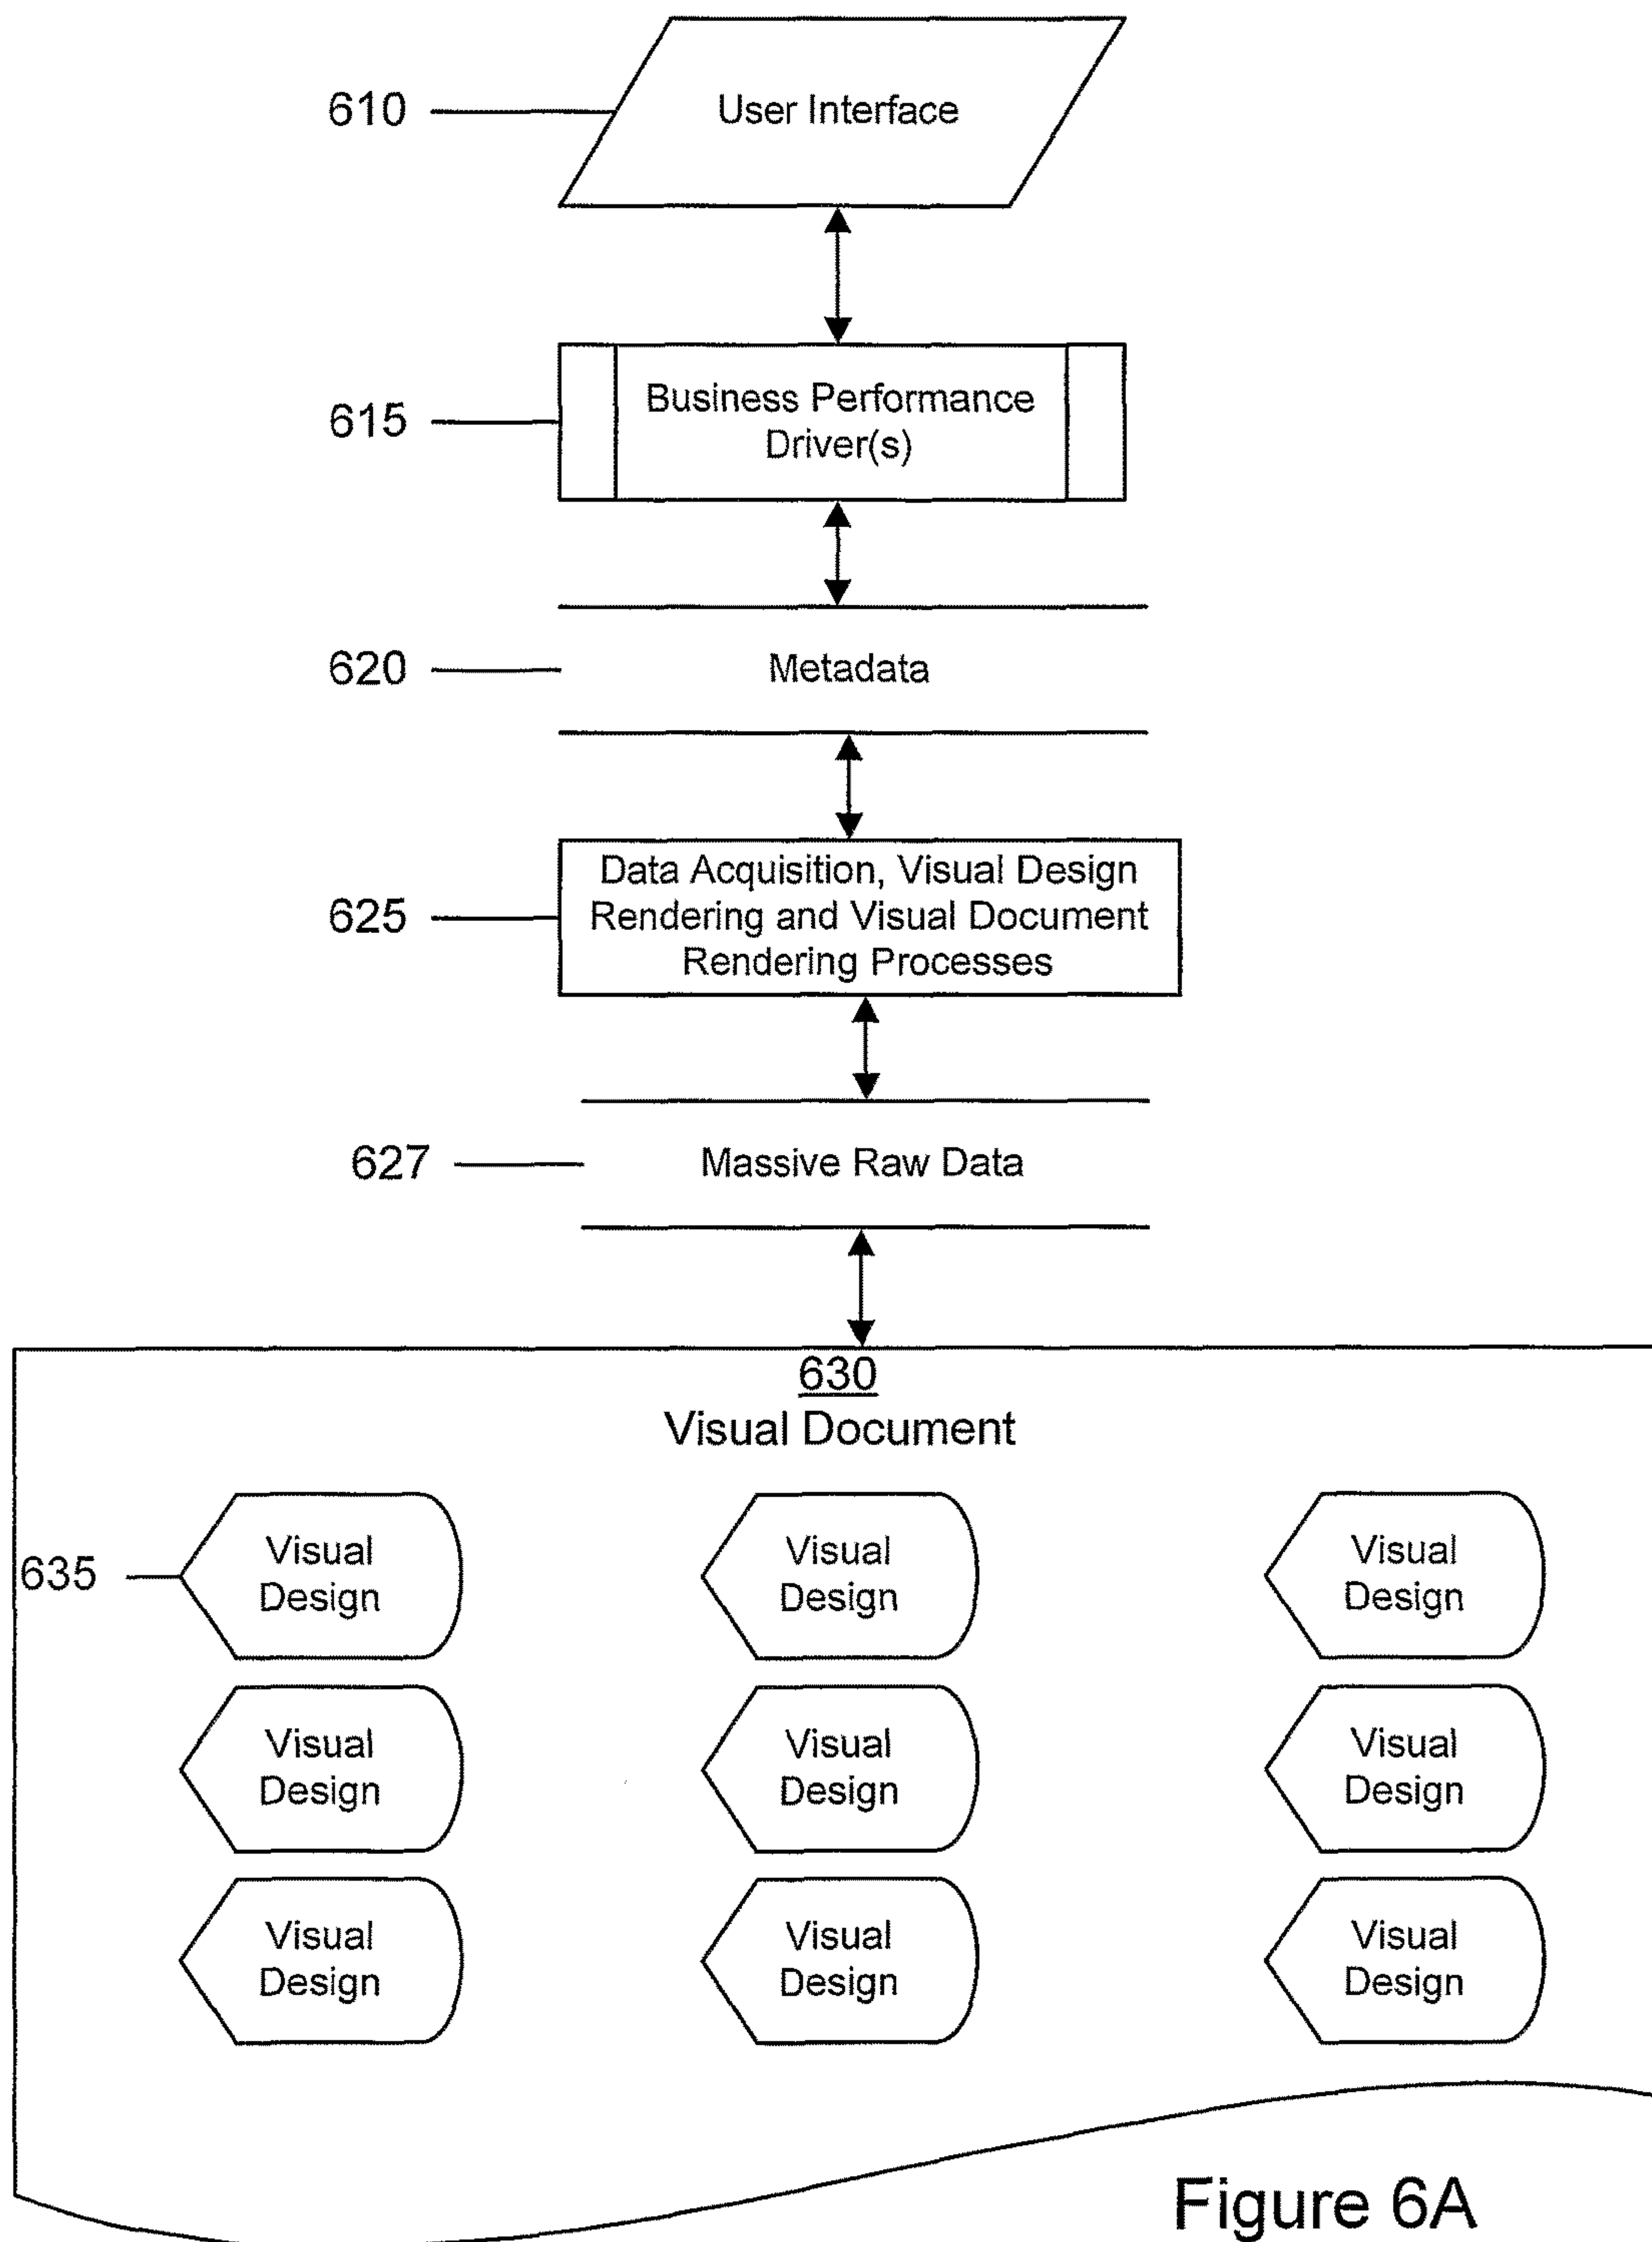 610
User Interface
615
Business Performance
Driver(s)
620
Metadata
625
Data Acquisition, Visual Design
Rendering and Visual Document
Rendering Processes
627
Massive Raw Data
630
Visual Document
635
Visual
Design
Visual
Design
Visual
Design
Visual
Design
Visual
Design
Visual
Design
Visual
Design
Visual
Design
Visual
Design
Figure 6A